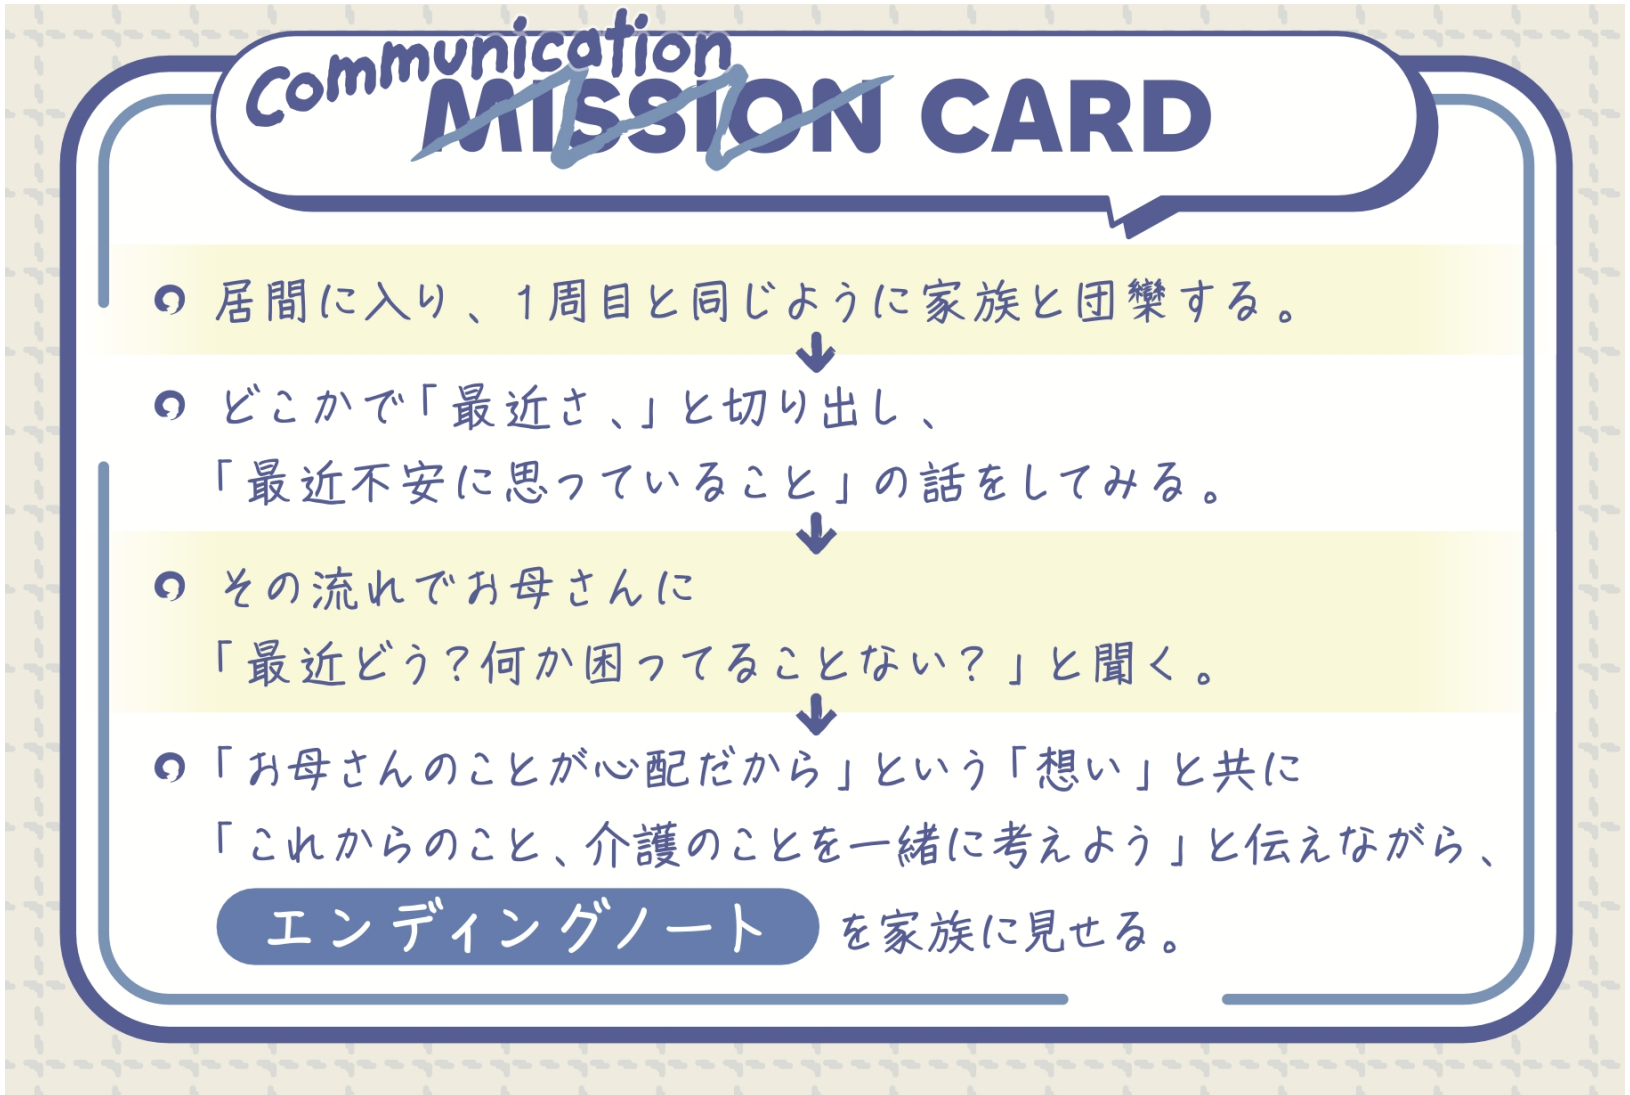 Communication
MISSION CARD
居間に入り、1周目と同じように家族と団欒する。
どこかで「最近さ、」と切り出し、
「最近不安に思っていること」の話をしてみる。
その流れでお母さんに
「最近どう?何か困ってることない?」と聞く。
「お母さんのことが心配だから」という「想い」と共に
「これからのこと、介護のことを一緒に考えよう」と伝えながら、
エンディングノート を家族に見せる。